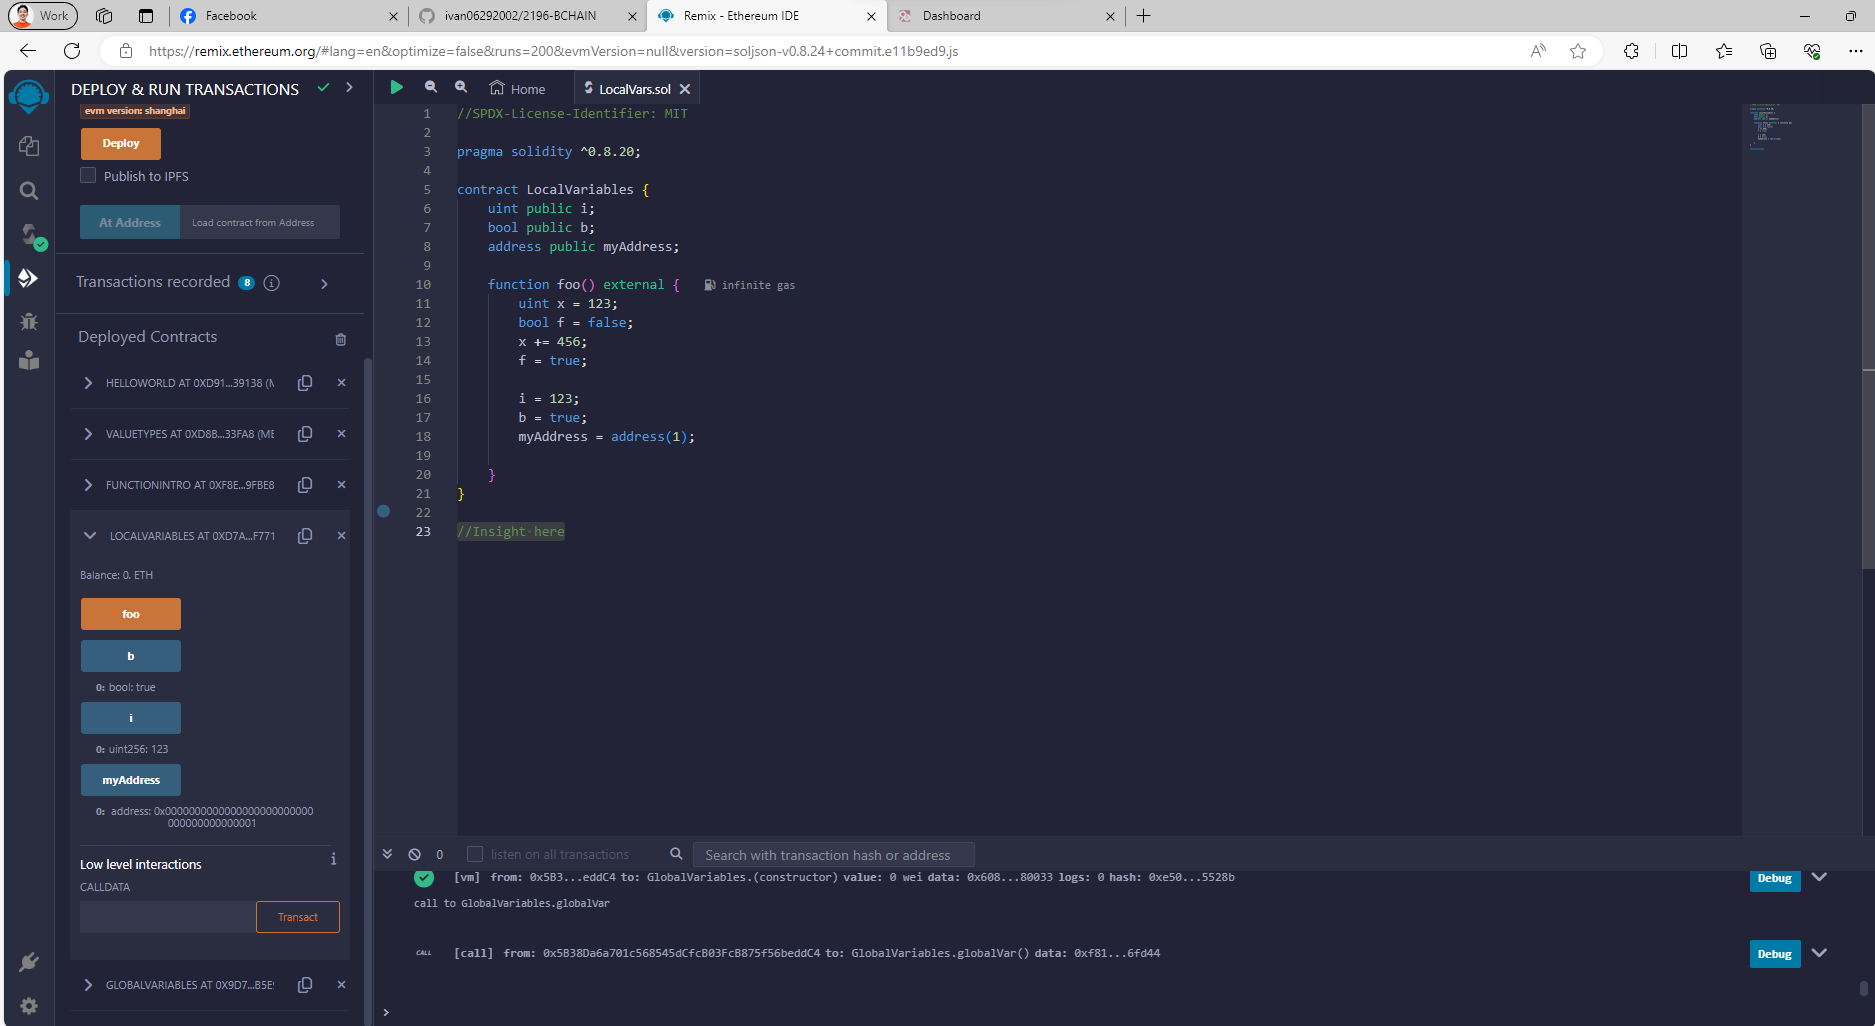 Work
Facebook
ivan06292002/2196-BCHAIN
Remix - Ethereum IDE
Dashboard
https://remix.ethereum.org/#lang=en&optimize=false&runs=200&evmVersion=null&version=soljson-v0.8.24+commit.e11b9ed9.js
DEPLOY & RUN TRANSACTIONS
evm version: shanghai
Deploy
Publish to IPFS
At Address
Load contract from Address
Transactions recorded 8
Deployed Contracts
HELLOWORLD AT 0XD91...39138 (M
VALUETYPES AT 0XD8B...33FA8 (ME
FUNCTIONINTRO AT 0XF8E...9FBE8
LOCALVARIABLES AT 0XD7A...F771
Balance: 0. ETH
foo
b
0: bool: true
i
0: uint256: 123
myAddress
0: address: 0x00000000000000000000000000
000000000000001
Low level interactions
CALLDATA
Transact
GLOBALVARIABLES AT 0X9D7...B5E
Home
LocalVars.sol
1 //SPDX-License-Identifier: MIT
2
3 pragma solidity ^0.8.20;
4
5 contract LocalVariables {
6 uint public i;
7 bool public b;
8 address public myAddress;
9
10 function foo() external { infinite gas
11 uint x = 123;
12 bool f = false;
13 x += 456;
14 f = true;
15
16 i = 123;
17 b = true;
18 myAddress = address(1);
19
20 }
21 }
22
23 //Insight·here
0
listen on all transactions
Search with transaction hash or address
[vm] from: 0x5B3...eddC4 to: GlobalVariables.(constructor) value: 0 wei data: 0x608...80033 logs: 0 hash: 0xe50...5528b
Debug
call to GlobalVariables.globalVar
CALL [call] from: 0x5B38Da6a701c568545dCfcB03FcB875f56beddC4 to: GlobalVariables.globalVar() data: 0xf81...6fd44
Debug
>